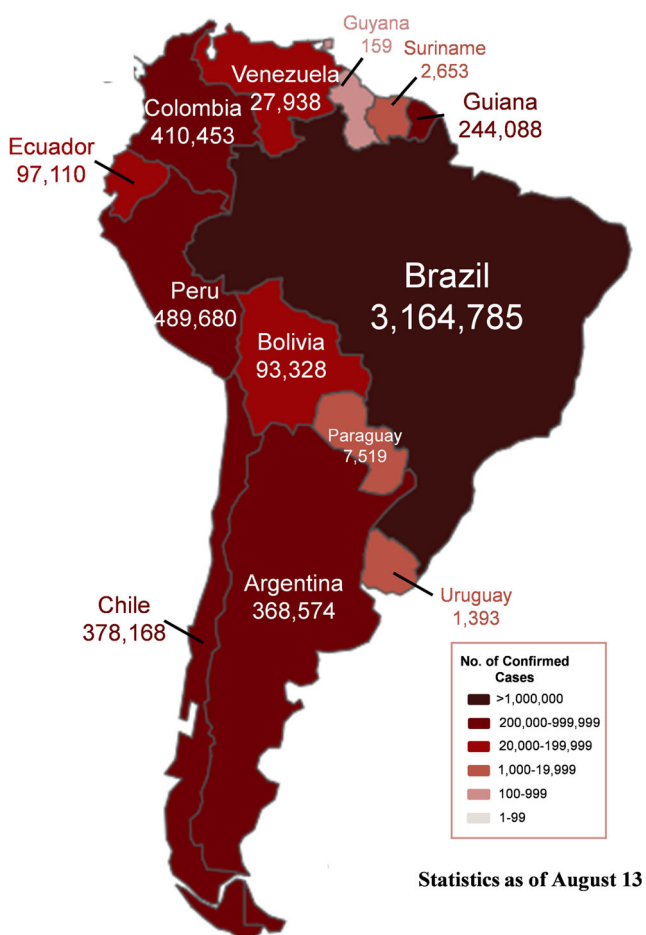 Guyana
159
Suriname
2,653
Venezuela
27,938
Guiana
244,088
Colombia
410,453
Ecuador
97,110
Brazil
3,164,785
Peru
489,680
Bolivia
93,328
Paraguay
7,519
Argentina
368,574
Chile
378,168
Uruguay
1,393
No. of Confirmed
Cases
>1,000,000
200,000-999,999
20,000-199,999
1,000-19,999
100-999
1-99
Statistics as of August 13